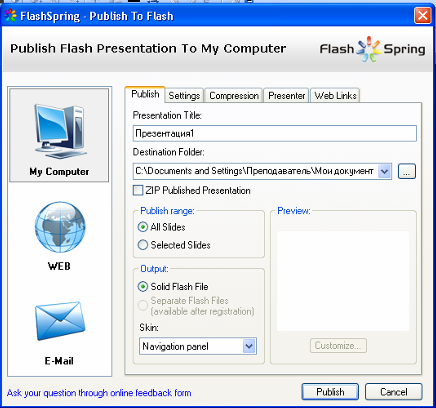 FlashSpring - Publish To Flash
Publish Flash Presentation To My Computer
Flash Spring
Publish Settings Compression Presenter Web Links
My Computer
WEB
E-Mail
Presentation Title:
Презентация1
Destination Folder:
C:\Documents and Settings\Преподаватель\Мои документ
...
ZIP Published Presentation
Publish range:
All Slides
Selected Slides
Preview:
Output:
Solid Flash File
Separate Flash Files
(available after registration)
Skin:
Navigation panel
Customize...
Ask your question through online feedback form
Publish Cancel